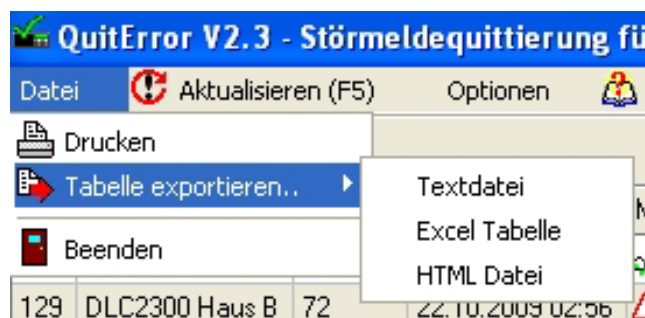 QuitError V2.3 - Störmeldequittierung fü
Datei Aktualisieren (F5) Optionen
Drucken
Tabelle exportieren..
Textdatei
Excel Tabelle
HTML Datei
Beenden
129 DLC2300 Haus B 72 22.10.2009 02:56